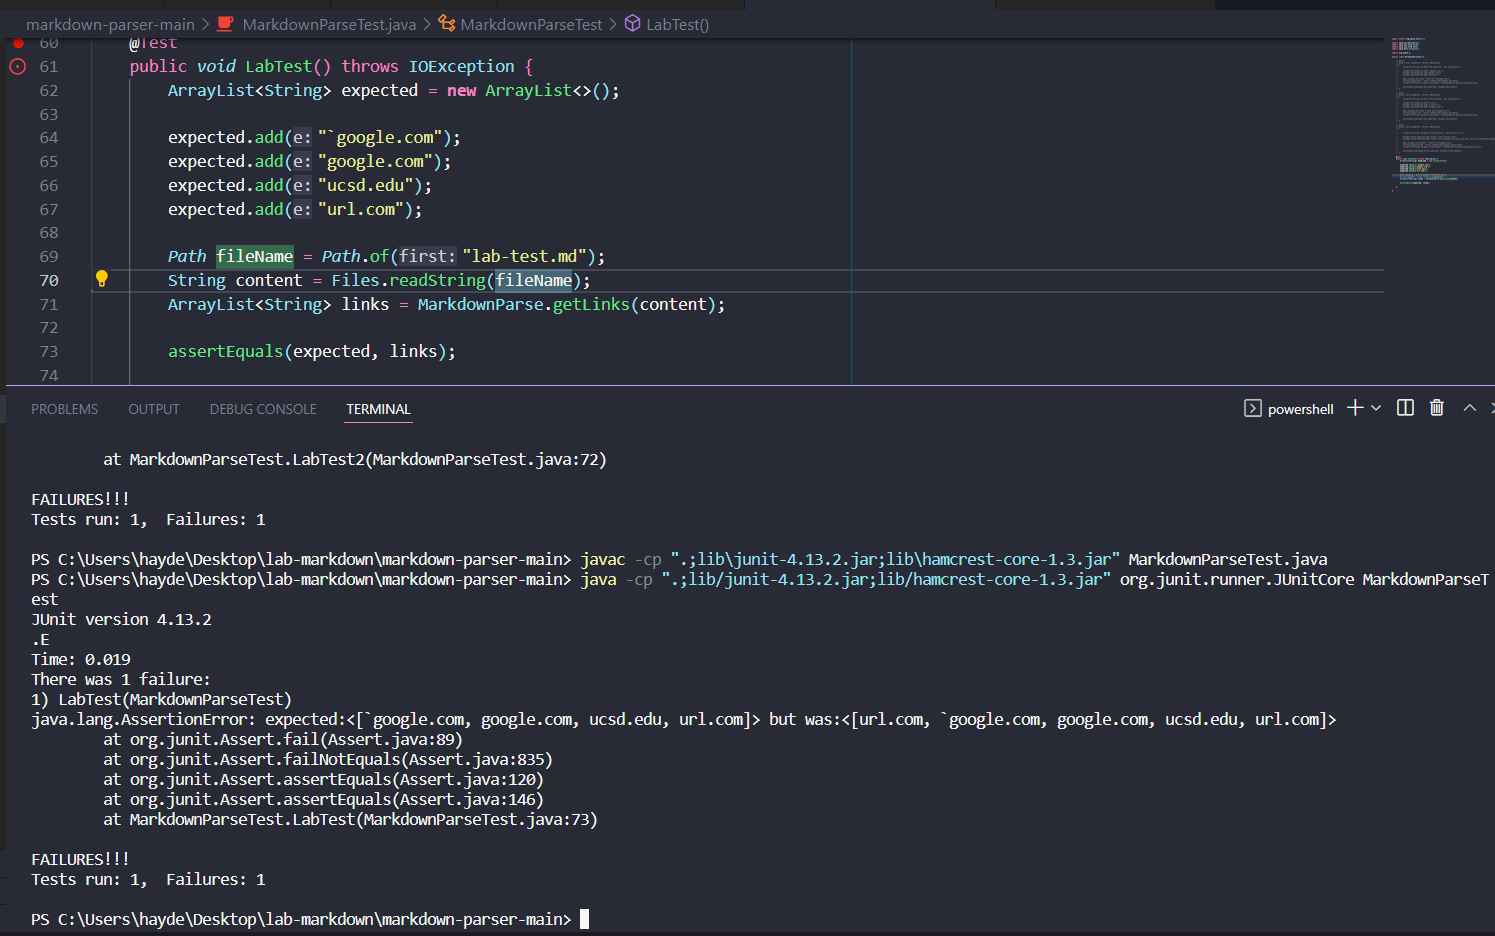 markdown-parser-main > MarkdownParseTest.java > MarkdownParseTest > LabTest()
60 @Test
61 public void LabTest() throws IOException {
62 ArrayList<String> expected = new ArrayList<>();
63
64 expected.add(e: "`google.com");
65 expected.add(e: "google.com");
66 expected.add(e: "ucsd.edu");
67 expected.add(e: "url.com");
68
69 Path fileName = Path.of(first: "lab-test.md");
70 String content = Files.readString(fileName);
71 ArrayList<String> links = MarkdownParse.getLinks(content);
72
73 assertEquals(expected, links);
74
PROBLEMS OUTPUT DEBUG CONSOLE TERMINAL powershell
at MarkdownParseTest.LabTest2(MarkdownParseTest.java:72)
FAILURES!!!
Tests run: 1,  Failures: 1
PS C:\Users\hayde\Desktop\lab-markdown\markdown-parser-main> javac -cp ".;lib\junit-4.13.2.jar;lib\hamcrest-core-1.3.jar" MarkdownParseTest.java
PS C:\Users\hayde\Desktop\lab-markdown\markdown-parser-main> java -cp ".;lib/junit-4.13.2.jar;lib/hamcrest-core-1.3.jar" org.junit.runner.JUnitCore MarkdownParseT
est
JUnit version 4.13.2
.E
Time: 0.019
There was 1 failure:
1) LabTest(MarkdownParseTest)
java.lang.AssertionError: expected:<[`google.com, google.com, ucsd.edu, url.com]> but was:<[url.com, `google.com, google.com, ucsd.edu, url.com]>
at org.junit.Assert.fail(Assert.java:89)
at org.junit.Assert.failNotEquals(Assert.java:835)
at org.junit.Assert.assertEquals(Assert.java:120)
at org.junit.Assert.assertEquals(Assert.java:146)
at MarkdownParseTest.LabTest(MarkdownParseTest.java:73)
FAILURES!!!
Tests run: 1,  Failures: 1
PS C:\Users\hayde\Desktop\lab-markdown\markdown-parser-main>